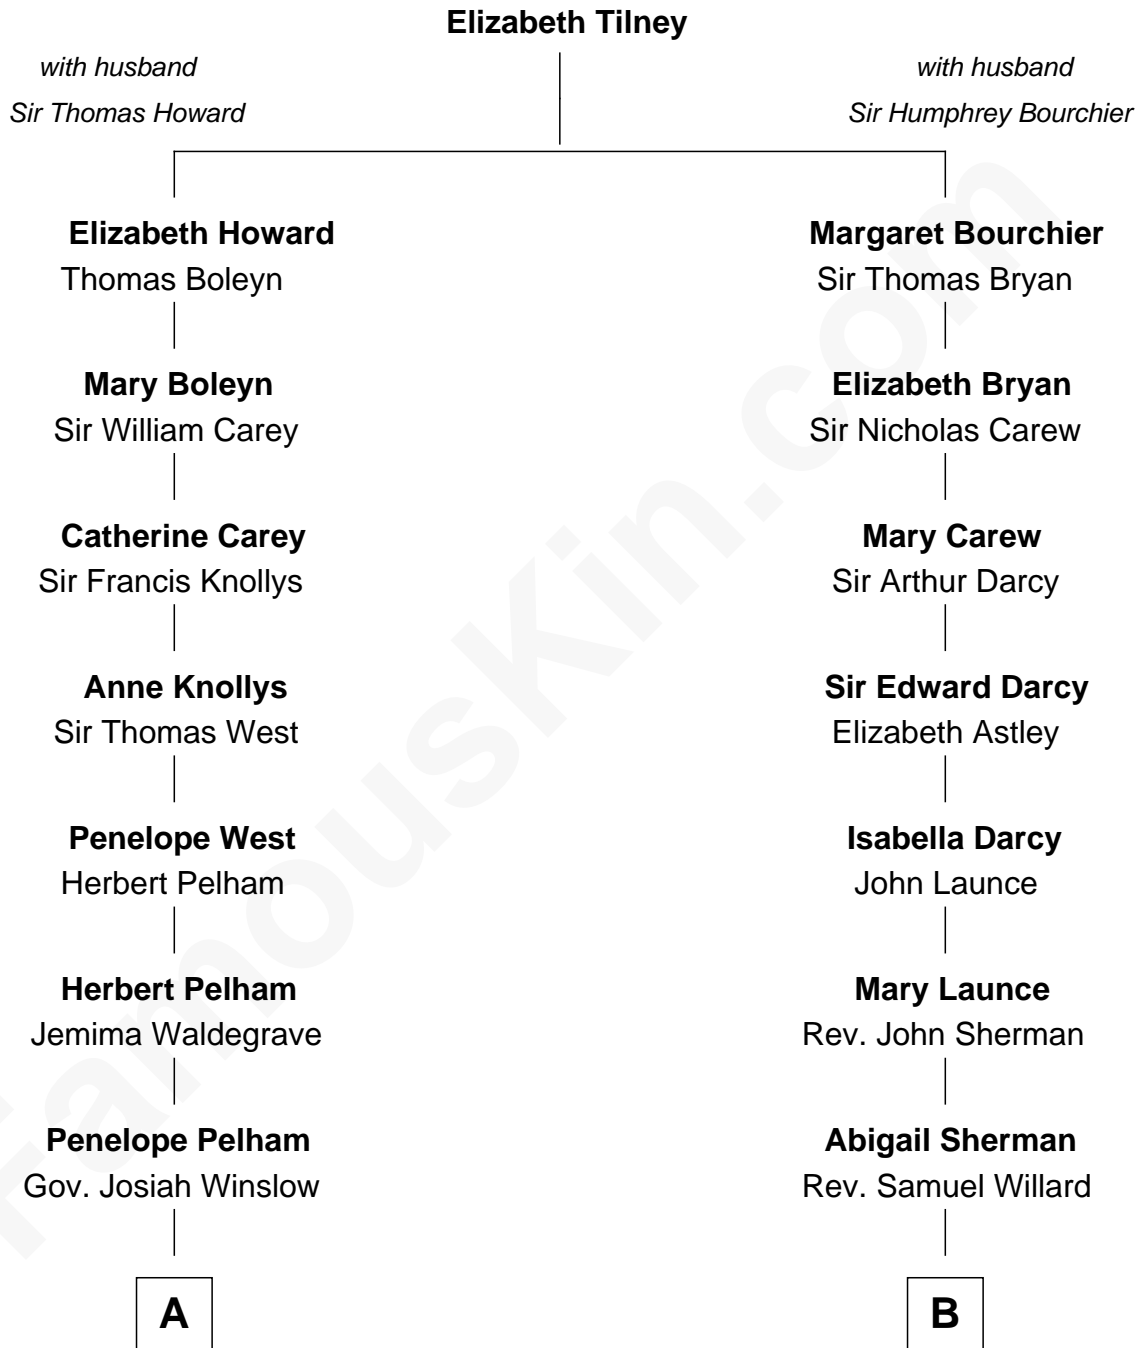 Elizabeth Tilney
with husband
Sir Thomas Howard
with husband
Sir Humphrey Bourchier
Elizabeth Howard
Thomas Boleyn
Margaret Bourchier
Sir Thomas Bryan
Mary Boleyn
Sir William Carey
Elizabeth Bryan
Sir Nicholas Carew
Catherine Carey
Sir Francis Knollys
Mary Carew
Sir Arthur Darcy
Anne Knollys
Sir Thomas West
Sir Edward Darcy
Elizabeth Astley
Penelope West
Herbert Pelham
Isabella Darcy
John Launce
Herbert Pelham
Jemima Waldegrave
Mary Launce
Rev. John Sherman
Penelope Pelham
Gov. Josiah Winslow
Abigail Sherman
Rev. Samuel Willard
A
B
FamousKin.com